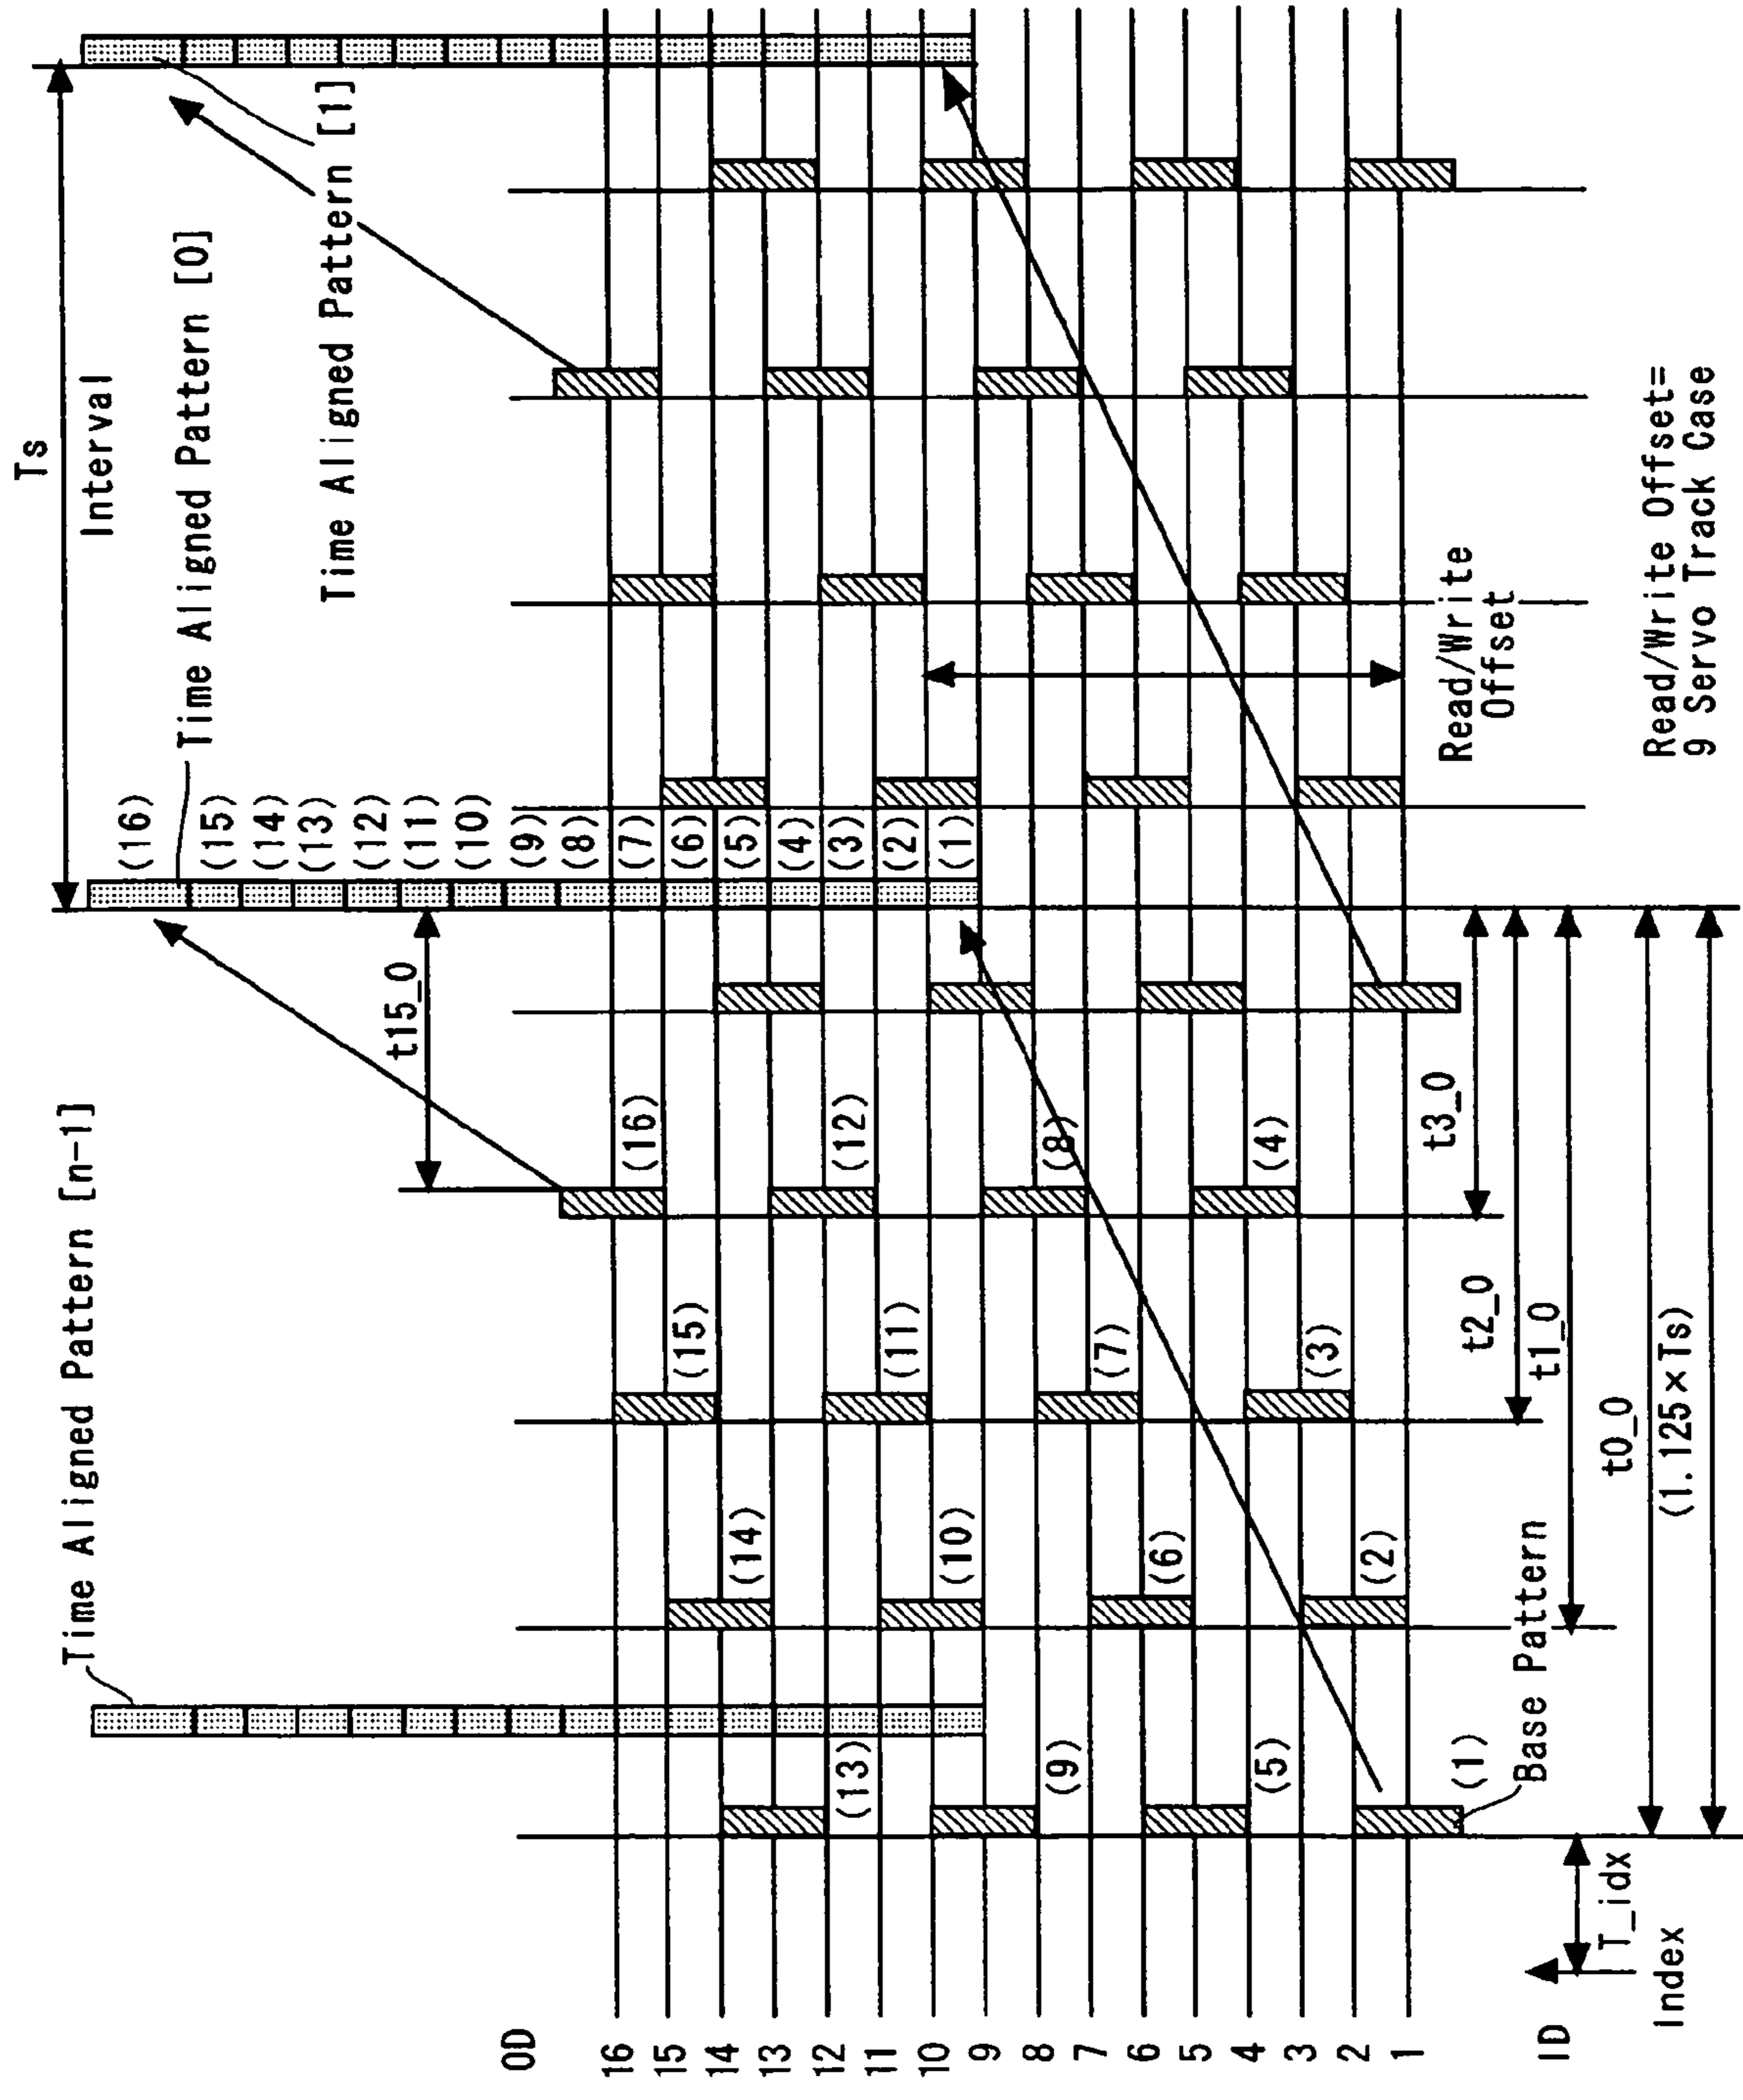 Ts
Interval
Time Aligned Pattern [n-1]
Time Aligned Pattern [0]
Time Aligned Pattern [1]
t15_0
(16)
(15)
(14)
(13)
(12)
(11)
(10)
(9)
(8)
(7)
(6)
(5)
(4)
(3)
(2)
(1)
OD
16
15
14
13
12
11
10
9
8
7
6
5
4
3
2
1
ID
(13)
(9)
(5)
(1)
(14)
(10)
(6)
(2)
(15)
(11)
(7)
(3)
(16)
(12)
(8)
(4)
Base Pattern
T_idx
Index
t3_0
t2_0
t1_0
t0_0
(1.125×Ts)
Read/Write
Offset
Read/Write Offset=
9 Servo Track Case